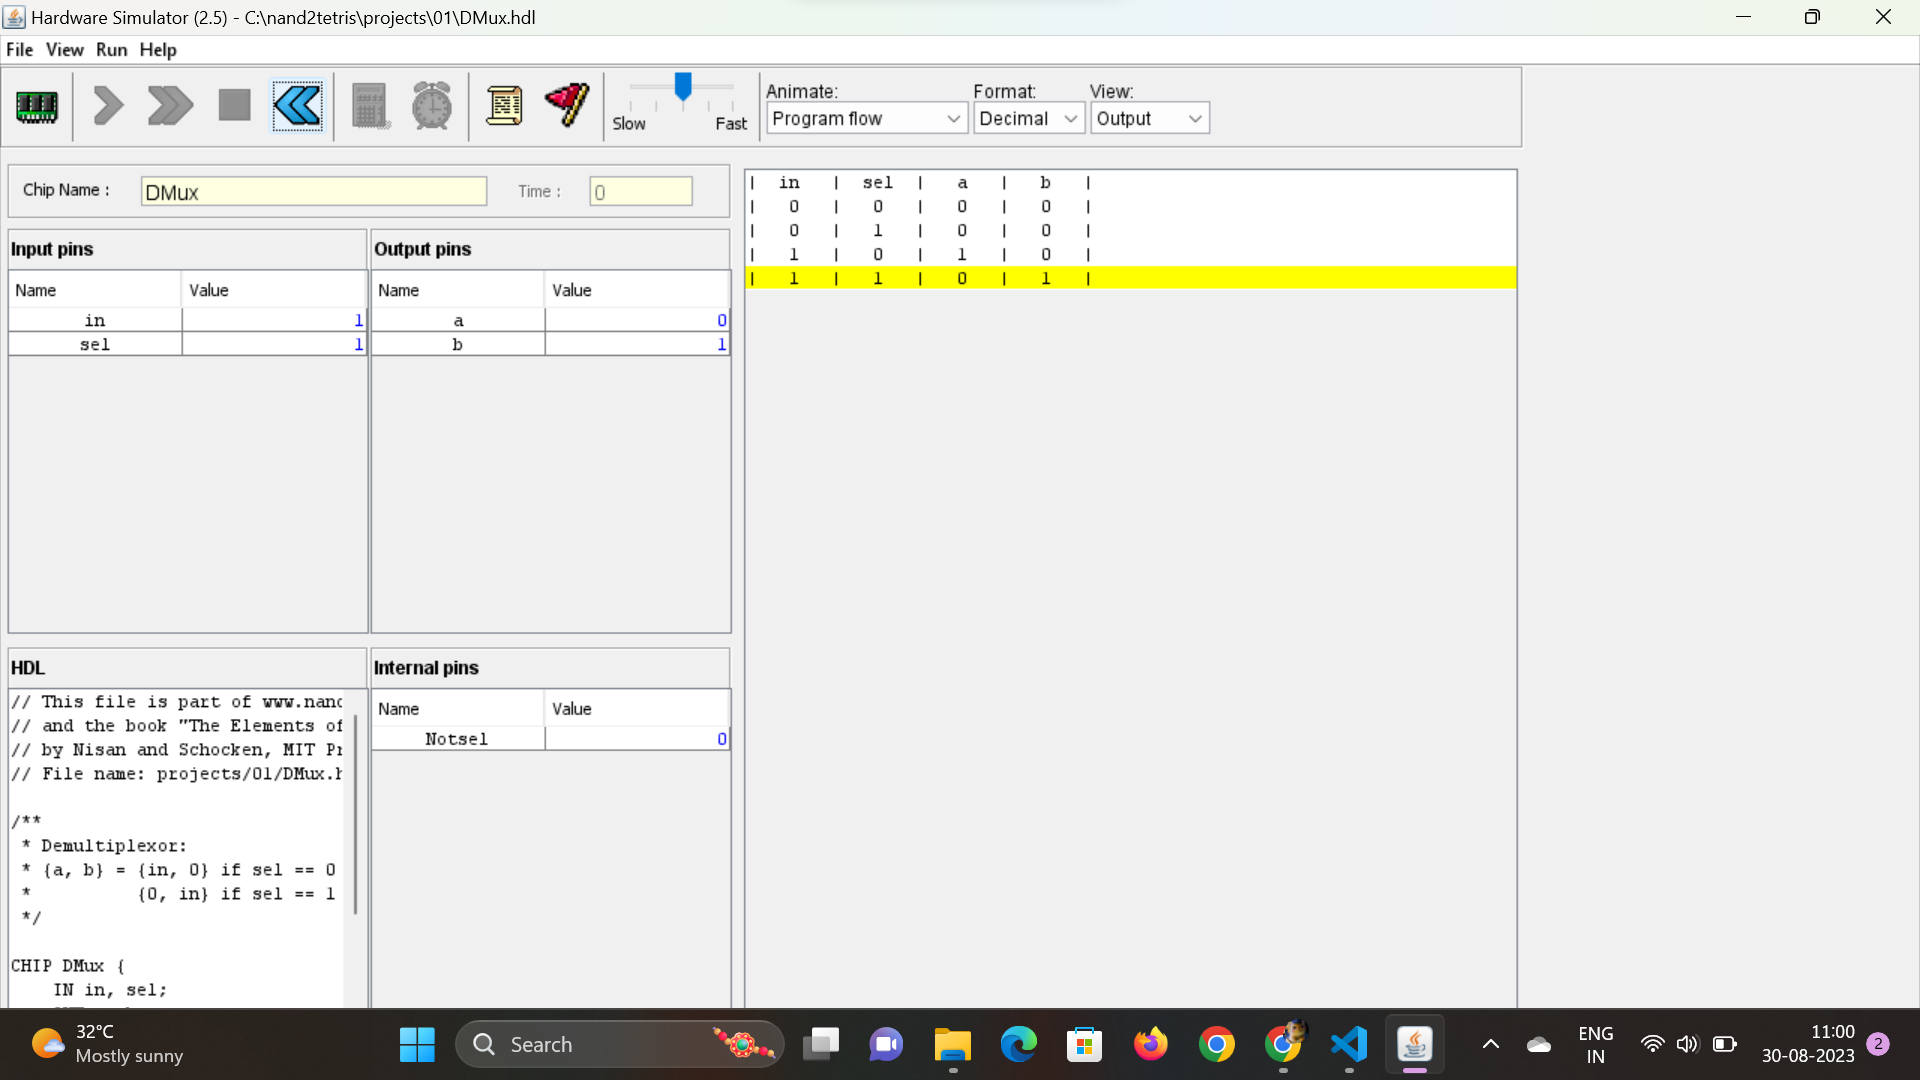 Hardware Simulator (2.5) - C:\nand2tetris\projects\01\DMux.hdl
File View Run Help
Slow Fast
Animate: Format: View:
Program flow Decimal Output
Chip Name : DMux Time : 0
Input pins
Name Value
in 1
sel 1
Output pins
Name Value
a 0
b 1
| in | sel | a | b |
| 0 | 0 | 0 | 0 |
| 0 | 1 | 0 | 0 |
| 1 | 0 | 1 | 0 |
| 1 | 1 | 0 | 1 |
HDL
// This file is part of www.nand
// and the book "The Elements of
// by Nisan and Schocken, MIT Pr
// File name: projects/01/DMux.h
/**
* Demultiplexor:
* {a, b} = {in, 0} if sel == 0
* {0, in} if sel == 1
*/
CHIP DMux {
IN in, sel;
Internal pins
Name Value
Notsel 0
32°C
Mostly sunny
Search
ENG
IN
11:00
30-08-2023
2